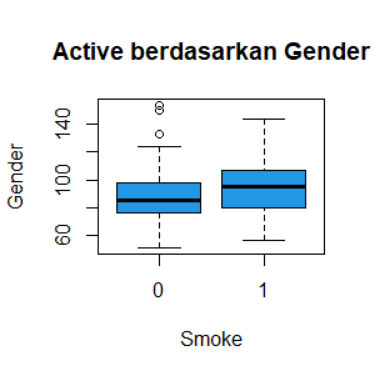 Active berdasarkan Gender
140
100
60
Gender
0 1
Smoke